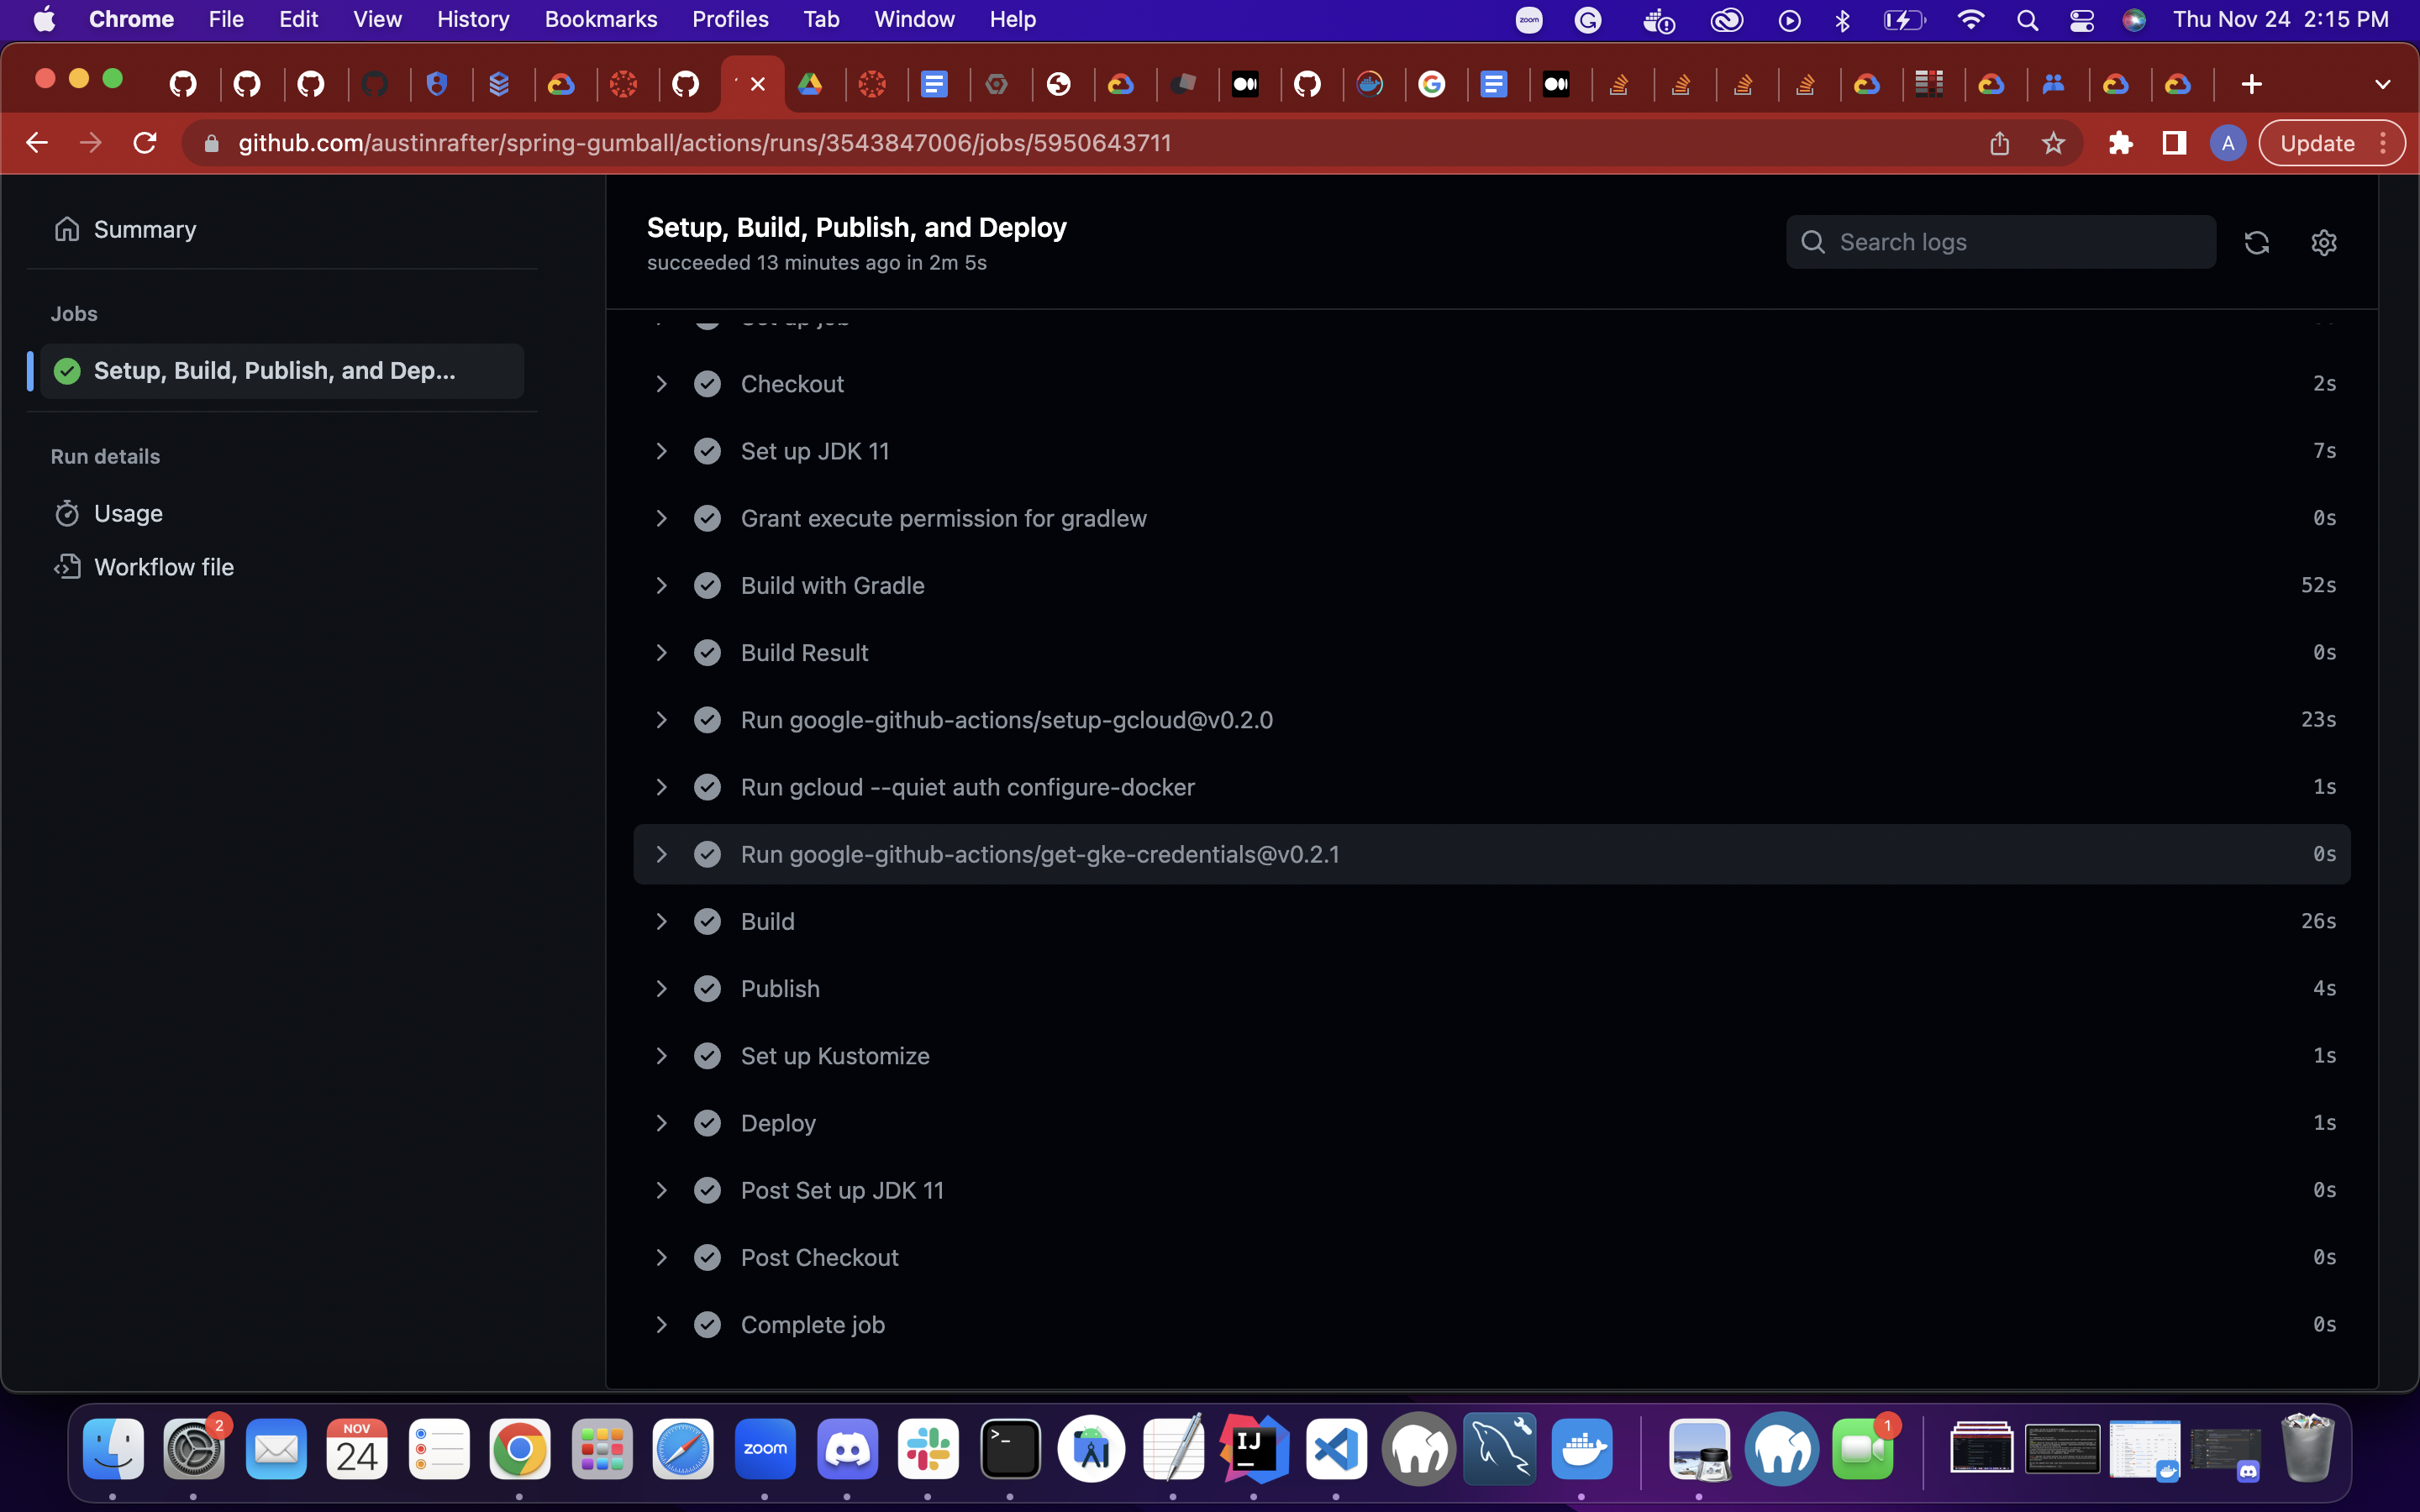 Chrome File Edit View History Bookmarks Profiles Tab Window Help
zoom
Thu Nov 24 2:15 PM
github.com/austinrafter/spring-gumball/actions/runs/3543847006/jobs/5950643711
A
Update
Summary
Jobs
Setup, Build, Publish, and Dep...
Run details
Usage
Workflow file
Setup, Build, Publish, and Deploy
succeeded 13 minutes ago in 2m 5s
Search logs
Set up job
Checkout 2s
Set up JDK 11 7s
Grant execute permission for gradlew 0s
Build with Gradle 52s
Build Result 0s
Run google-github-actions/setup-gcloud@v0.2.0 23s
Run gcloud --quiet auth configure-docker 1s
Run google-github-actions/get-gke-credentials@v0.2.1 0s
Build 26s
Publish 4s
Set up Kustomize 1s
Deploy 1s
Post Set up JDK 11 0s
Post Checkout 0s
Complete job 0s
2
NOV
24
zoom
>_
IJ
1